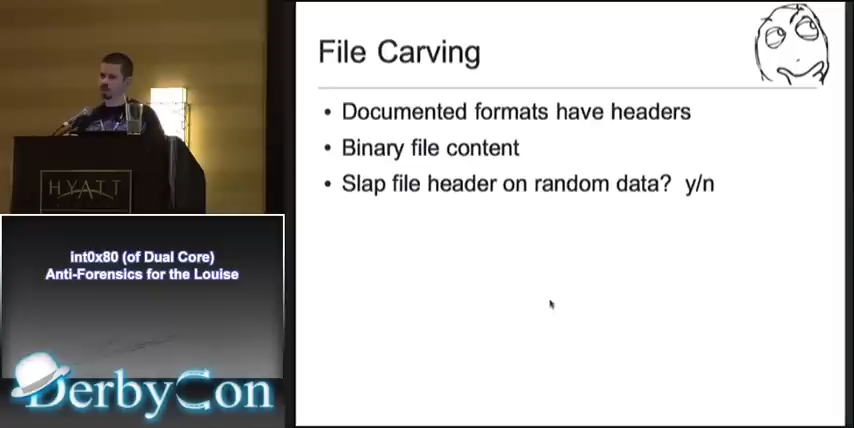 File Carving
• Documented formats have headers
• Binary file content
• Slap file header on random data?  y/n
HYATT
int0x80 (of Dual Core)
Anti-Forensics for the Louise
DerbyCon